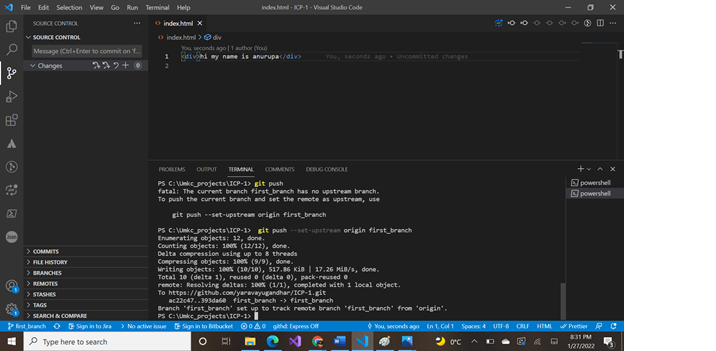 File Edit Selection View Go Run Terminal Help
index.html - ICP-1 - Visual Studio Code
SOURCE CONTROL
SOURCE CONTROL
Message (Ctrl+Enter to commit on 'f...
Changes
0
index.html
index.html > div
You, seconds ago | 1 author (You)
1 <div>hi my name is anurupa</div> You, seconds ago • Uncommitted changes
2
PROBLEMS OUTPUT TERMINAL COMMENTS DEBUG CONSOLE
powershell
powershell
PS C:\Umkc_projects\ICP-1> git push
fatal: The current branch first_branch has no upstream branch.
To push the current branch and set the remote as upstream, use
git push --set-upstream origin first_branch
PS C:\Umkc_projects\ICP-1> git push --set-upstream origin first_branch
Enumerating objects: 12, done.
Counting objects: 100% (12/12), done.
Delta compression using up to 8 threads
Compressing objects: 100% (9/9), done.
Writing objects: 100% (10/10), 517.86 KiB | 17.26 MiB/s, done.
Total 10 (delta 1), reused 0 (delta 0), pack-reused 0
remote: Resolving deltas: 100% (1/1), completed with 1 local object.
To https://github.com/yaravayugandhar/ICP-1.git
ac22c47..393da60 first_branch -> first_branch
Branch 'first_branch' set up to track remote branch 'first_branch' from 'origin'.
PS C:\Umkc_projects\ICP-1>
COMMITS
FILE HISTORY
BRANCHES
REMOTES
STASHES
TAGS
SEARCH & COMPARE
first_branch Sign in to Jira No active issue Sign in to Bitbucket 0 0 githd: Express Off You, seconds ago Ln 1, Col 1 Spaces: 4 UTF-8 CRLF HTML Prettier
Type here to search
0°C
8:31 PM
1/27/2022